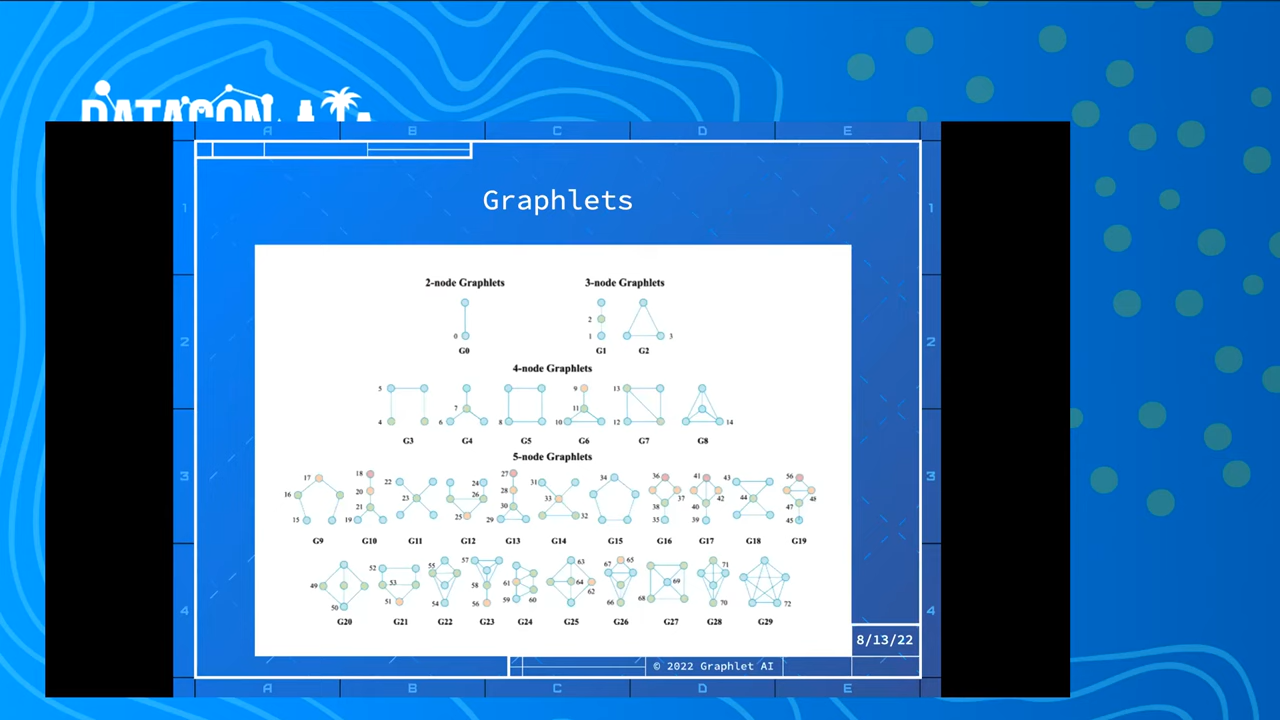 DATACON LA
A B C D E
Graphlets
1 1
2-node Graphlets 3-node Graphlets
2
0 1 3
G0 G1 G2
2 2
4-node Graphlets
5 9 13
7 11
4 6 8 10 12 14
G3 G4 G5 G6 G7 G8
5-node Graphlets
3 3
17 18 22 24 27 31 34 36 41 43 56
16 20 23 26 28 33 37 42 44 48
21 30 38 40 47
15 19 25 29 32 35 39 45
G9 G10 G11 G12 G13 G14 G15 G16 G17 G18 G19
57 63 67 65
52 55 71
49 53 58 61 64 62 69
50 51 54 56 59 60 66 68 70 72
G20 G21 G22 G23 G24 G25 G26 G27 G28 G29
4 4
8/13/22
© 2022 Graphlet AI
A B C D E